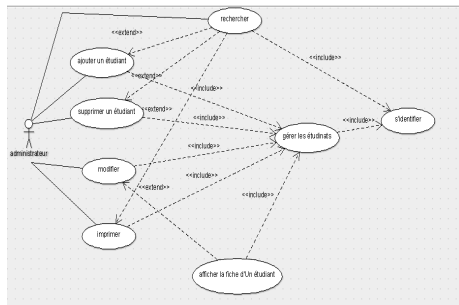 rechercher
<<extend>>
ajouter un étudiant
<<include>>
<<extend>>
<<include>>
supprimer un étudiant
<<extend>>
s'identifier
<<include>>
gérer les étudinats
administrateur
<<include>>
modifier
<<include>>
<<extend>>
<<include>>
imprimer
afficher la fiche d'Un étudiant